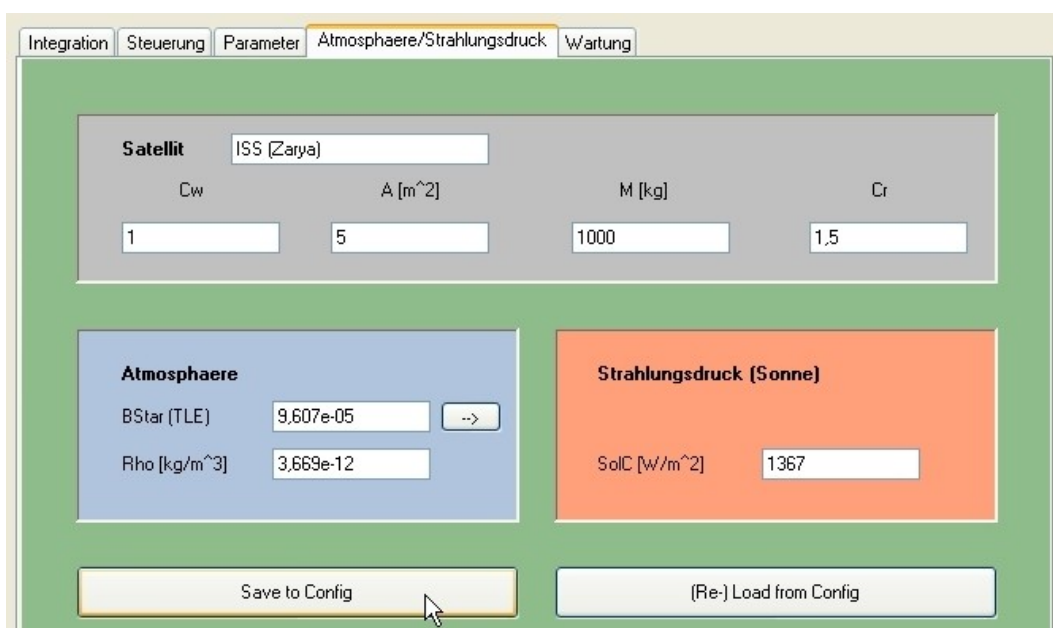 Integration Steuerung Parameter Atmosphaere/Strahlungsdruck Wartung
Satellit ISS (Zarya)
Cw A [m^2] M [kg] Cr
1 5 1000 1,5
Atmosphaere
BStar (TLE) 9,607e-05 -->
Rho [kg/m^3] 3,669e-12
Strahlungsdruck (Sonne)
SolC [W/m^2] 1367
Save to Config (Re-) Load from Config